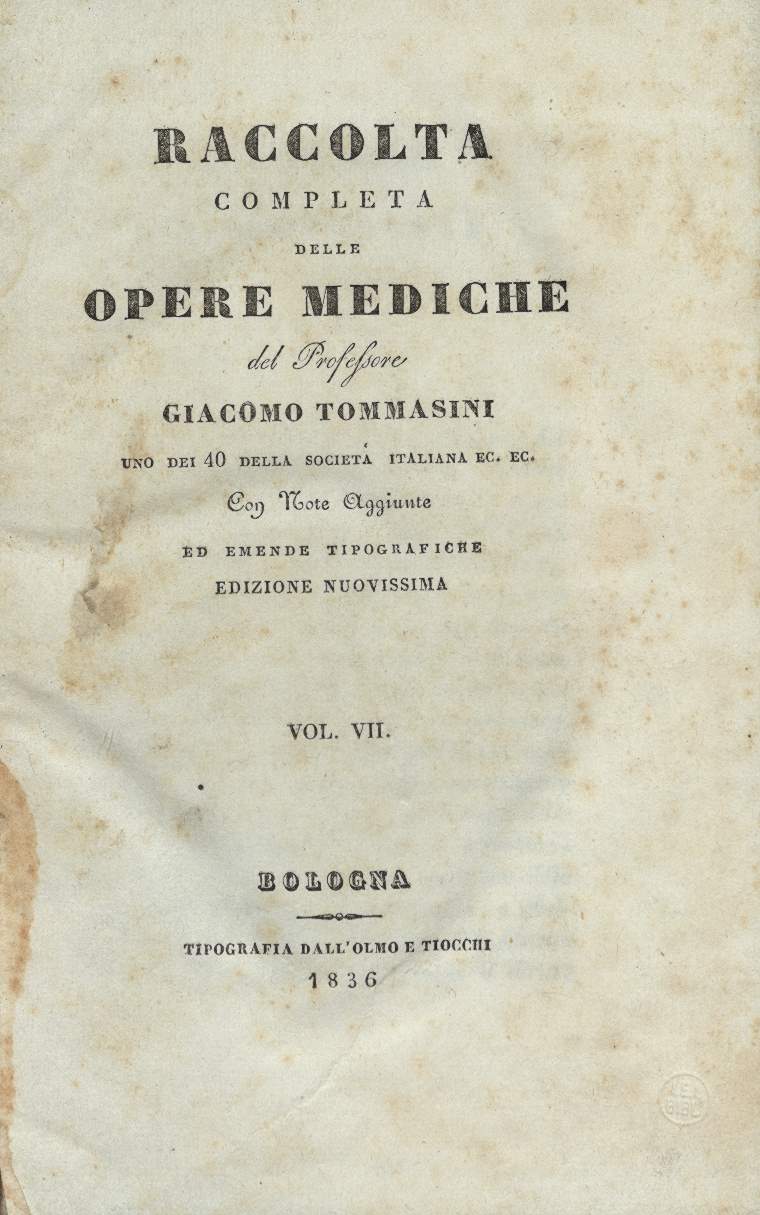 RACCOLTA
COMPLETA
DELLE
OPERE MEDICHE
del Professore
GIACOMO TOMMASINI
UNO DEI 40 DELLA SOCIETÁ ITALIANA EC. EC.
Con Note Aggiunte
ED EMENDE TIPOGRAFICHE
EDIZIONE NUOVISSIMA
VOL. VII.
BOLOGNA
TIPOGRAFIA DALL'OLMO E TIOCCHI
1836